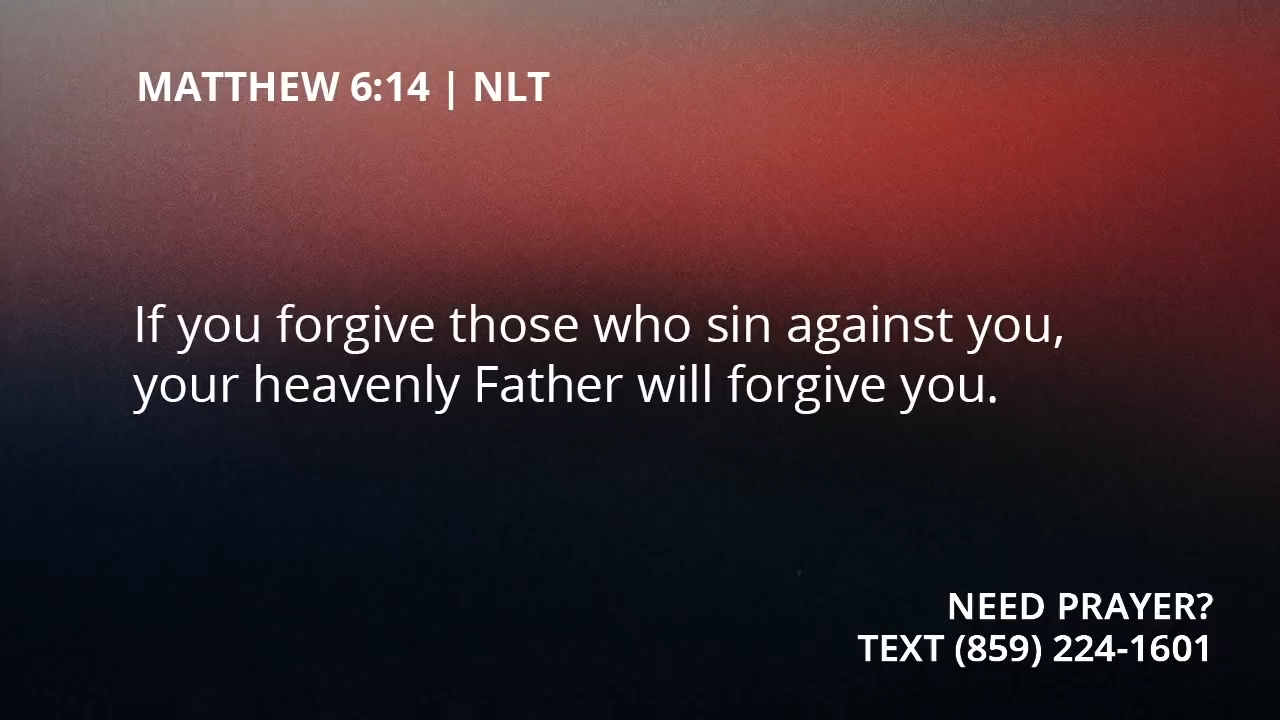 MATTHEW 6:14 | NLT
If you forgive those who sin against you,
your heavenly Father will forgive you.
NEED PRAYER?
TEXT (859) 224-1601